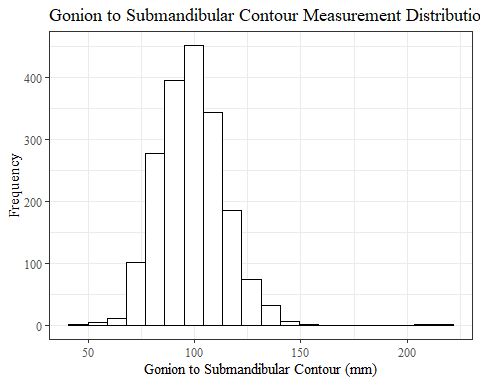 Gonion to Submandibular Contour Measurement Distributio
400
300
200
100
0
Frequency
50 100 150 200
Gonion to Submandibular Contour (mm)